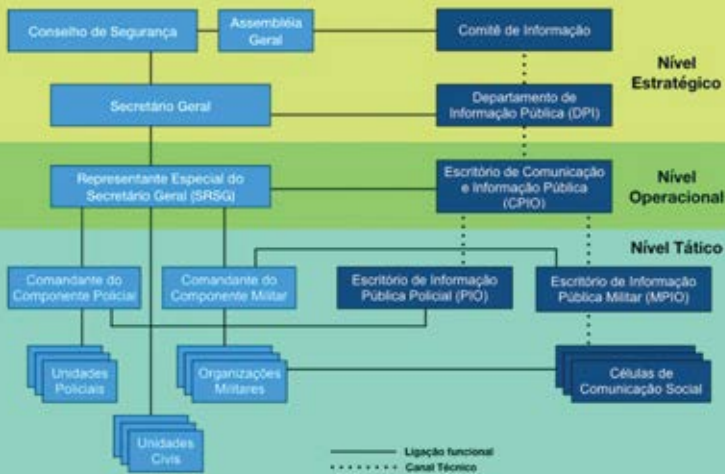 Conselho de Segurança
Assembléia
Geral
Comitê de Informação
Nível
Estratégico
Secretário Geral
Departamento de
Informação Pública (DPI)
Representante Especial do
Secretário Geral (SRSG)
Escritório de Comunicação
e Informação Pública
(CPIO)
Nível
Operacional
Nível Tático
Comandante do
Componente Policial
Comandante do
Componente Militar
Escritório de Informação
Pública Policial (PIO)
Escritório de Informação
Pública Militar (MPIO)
Unidades
Policiais
Organizações
Militares
Células de
Comunicação Social
Unidades
Civis
Ligação funcional
Canal Técnico